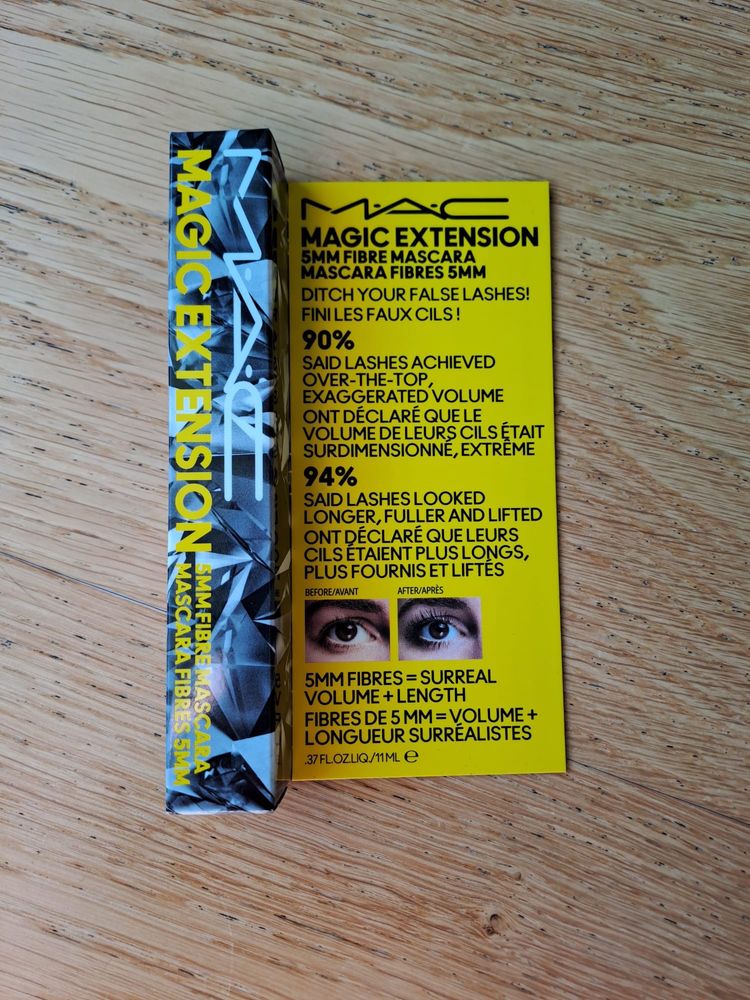 MAC
MAGIC EXTENSION
5MM FIBRE MASCARA
MASCARA FIBRES 5MM
M·A·C
MAGIC EXTENSION
5MM FIBRE MASCARA
MASCARA FIBRES 5MM
DITCH YOUR FALSE LASHES!
FINI LES FAUX CILS !
90%
SAID LASHES ACHIEVED
OVER-THE-TOP,
EXAGGERATED VOLUME
ONT DÉCLARÉ QUE LE
VOLUME DE LEURS CILS ÉTAIT
SURDIMENSIONNÉ, EXTRÊME
94%
SAID LASHES LOOKED
LONGER, FULLER AND LIFTED
ONT DÉCLARÉ QUE LEURS
CILS ÉTAIENT PLUS LONGS,
PLUS FOURNIS ET LIFTÉS
BEFORE/AVANT
AFTER/APRÈS
5MM FIBRES = SURREAL
VOLUME + LENGTH
FIBRES DE 5 MM = VOLUME +
LONGUEUR SURRÉALISTES
.37 FL.OZ.LIQ./11 ML ℮